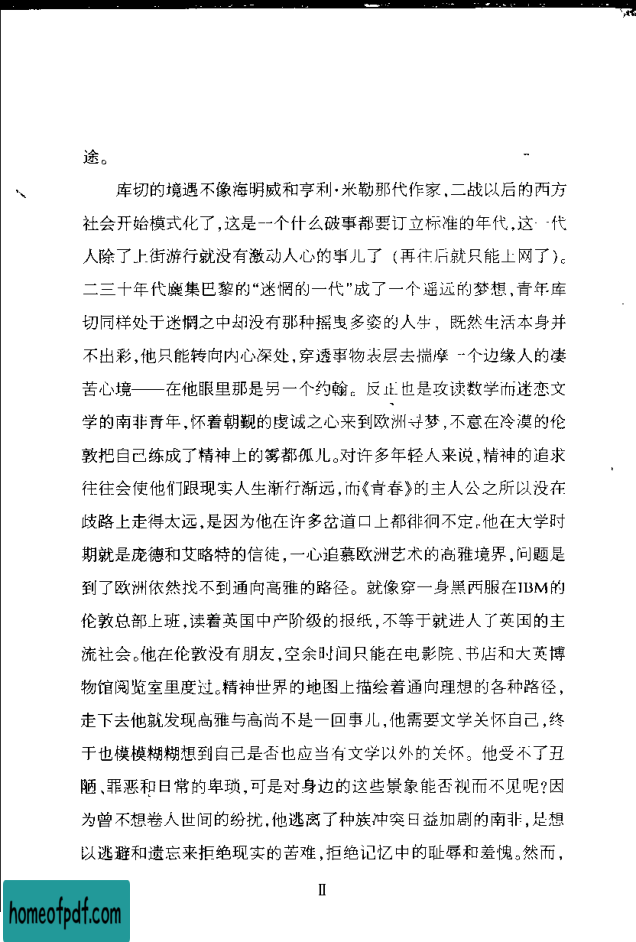 途。
库切的境遇不像海明威和亨利·米勒那代作家,二战以后的西方
社会开始模式化了,这是一个什么破事都要订立标准的年代,这一代
人除了上街游行就没有激动人心的事儿了(再往后就只能上网了)。
二三十年代麇集巴黎的“迷惘的一代”成了一个遥远的梦想,青年库
切同样处于迷惘之中却没有那种摇曳多姿的人生,既然生活本身并
不出彩,他只能转向内心深处,穿透事物表层去揣摩一个边缘人的凄
苦心境——在他眼里那是另一个约翰。反正也是攻读数学而迷恋文
学的南非青年,怀着朝觐的虔诚之心来到欧洲寻梦,不意在冷漠的伦
敦把自己练成了精神上的雾都孤儿。对许多年轻人来说,精神的追求
往往会使他们跟现实人生渐行渐远,而《青春》的主人公之所以没在
歧路上走得太远,是因为他在许多岔道口上都徘徊不定。他在大学时
期就是庞德和艾略特的信徒,一心追慕欧洲艺术的高雅境界,问题是
到了欧洲依然找不到通向高雅的路径。就像穿一身黑西服在IBM的
伦敦总部上班,读着英国中产阶级的报纸,不等于就进人了英国的主
流社会。他在伦敦没有朋友,空余时间只能在电影院、书店和大英博
物馆阅览室里度过。精神世界的地图上描绘着通向理想的各种路径,
走下去他就发现高雅与高尚不是一回事儿,他需要文学关怀自己,终
于也模模糊糊想到自己是否也应当有文学以外的关怀。他受不了丑
陋、罪恶和日常的卑琐,可是对身边的这些景象能否视而不见呢?因
为曾不想卷人世间的纷扰,他逃离了种族冲突日益加剧的南非,是想
以逃避和遗忘来拒绝现实的苦难,拒绝记忆中的耻辱和羞愧。然而,
Ⅱ
homeofpdf.com